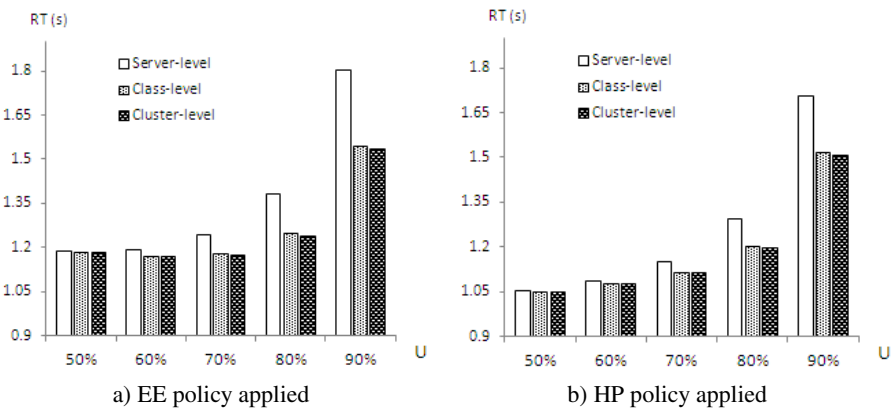 RT (s)
1.8
1.65
1.5
1.35
1.2
1.05
0.9
Server-level
Class-level
Cluster-level
50% 60% 70% 80% 90% U
a) EE policy applied
RT (s)
1.8
1.65
1.5
1.35
1.2
1.05
0.9
Server-level
Class-level
Cluster-level
50% 60% 70% 80% 90% U
b) HP policy applied